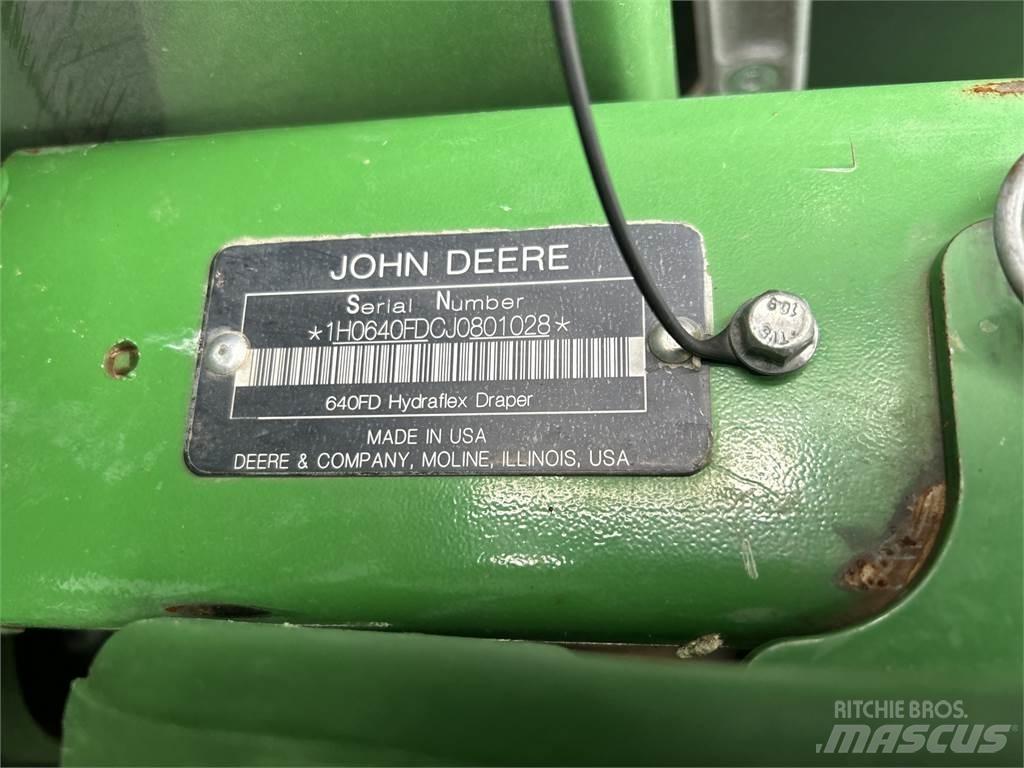 JOHN DEERE
Serial Number
*1H0640FDCJ0801028*
640FD Hydraflex Draper
MADE IN USA
DEERE & COMPANY, MOLINE, ILLINOIS, USA
RITCHIE BROS.
MASCUS